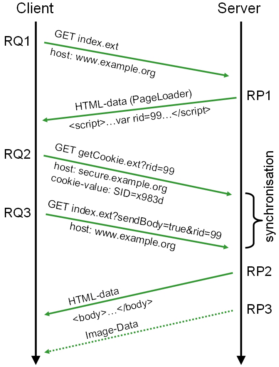 Client
Server
RQ1
GET index.ext
host: www.example.org
HTML-data (PageLoader)
RP1
<script>…var rid=99…</script>
RQ2
GET getCookie.ext?rid=99
host: secure.example.org
cookie-value: SID=x983d
RQ3
GET index.ext?sendBody=true&rid=99
host: www.example.org
synchronisation
RP2
HTML-data
<body>…</body>
RP3
Image-Data